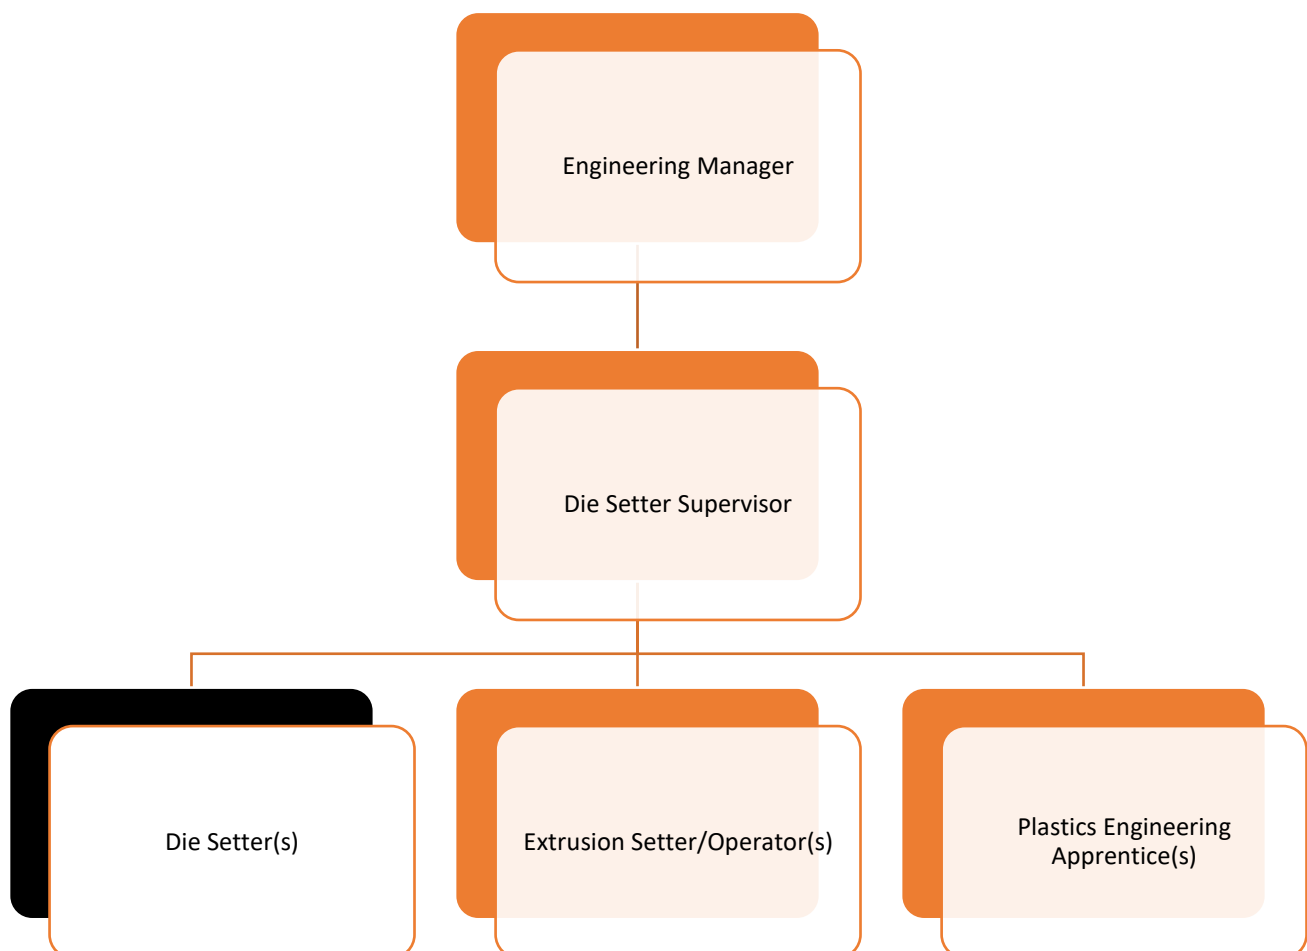 Engineering Manager
Die Setter Supervisor
Die Setter(s)
Extrusion Setter/Operator(s)
Plastics Engineering
Apprentice(s)